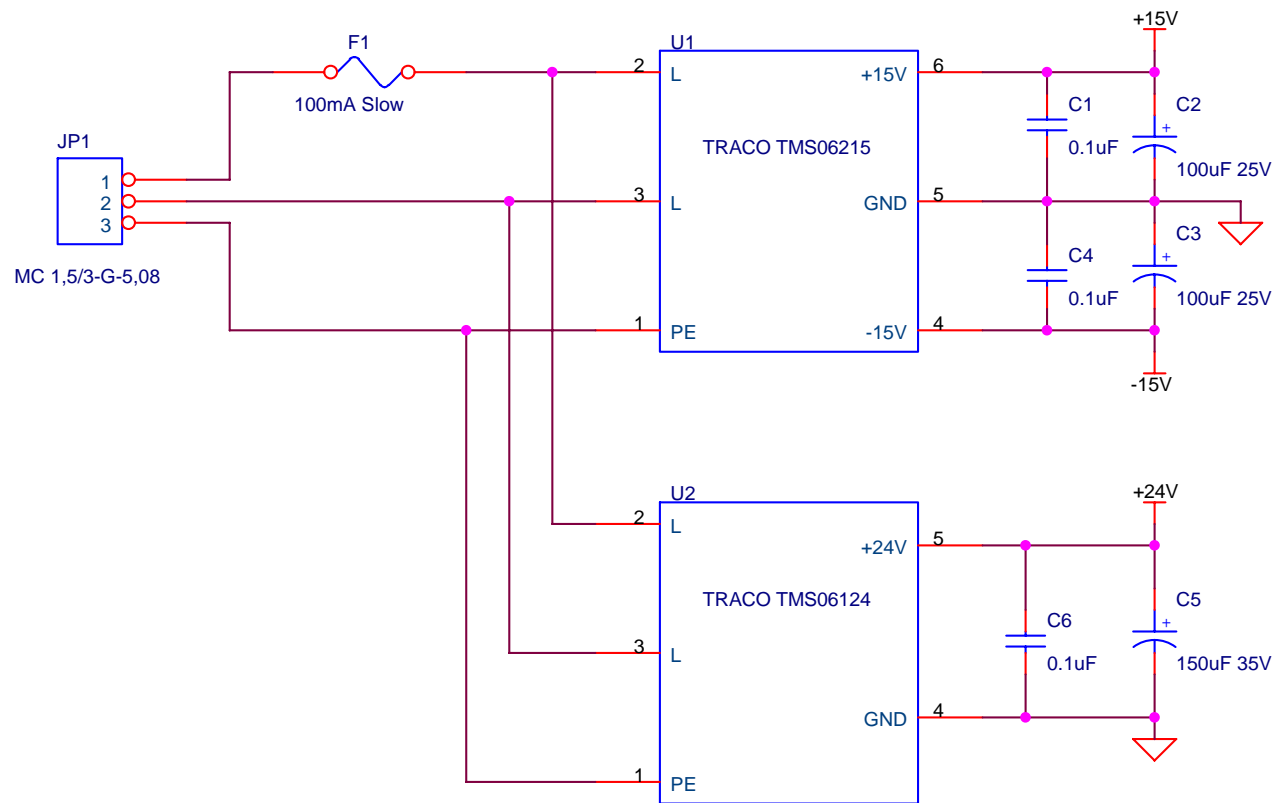 +15V
F1
U1
2
L
+15V
6
100mA Slow
C1
C2
JP1
TRACO TMS06215
0.1uF
100uF 25V
1
2
3
3
L
GND
5
C3
MC 1,5/3-G-5,08
C4
0.1uF
100uF 25V
1
PE
-15V
4
-15V
U2
+24V
2
L
+24V
5
TRACO TMS06124
C6
C5
3
L
0.1uF
150uF 35V
GND
4
1
PE